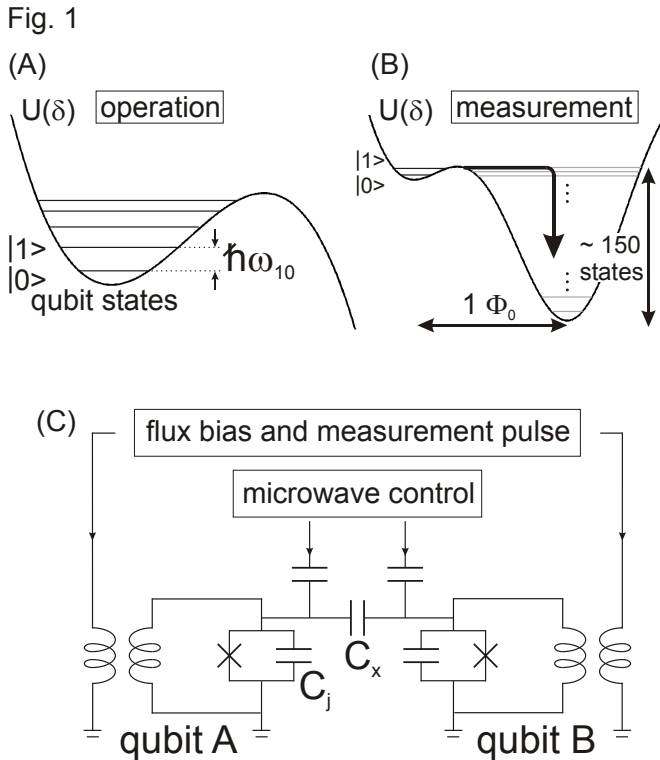 Fig. 1
(A)
U(δ) operation
|1>
|0>
qubit states
ħω₁₀
(B)
U(δ) measurement
|1>
|0>
~ 150
states
1 Φ₀
(C)
flux bias and measurement pulse
microwave control
Cⱼ
Cₓ
qubit A
qubit B